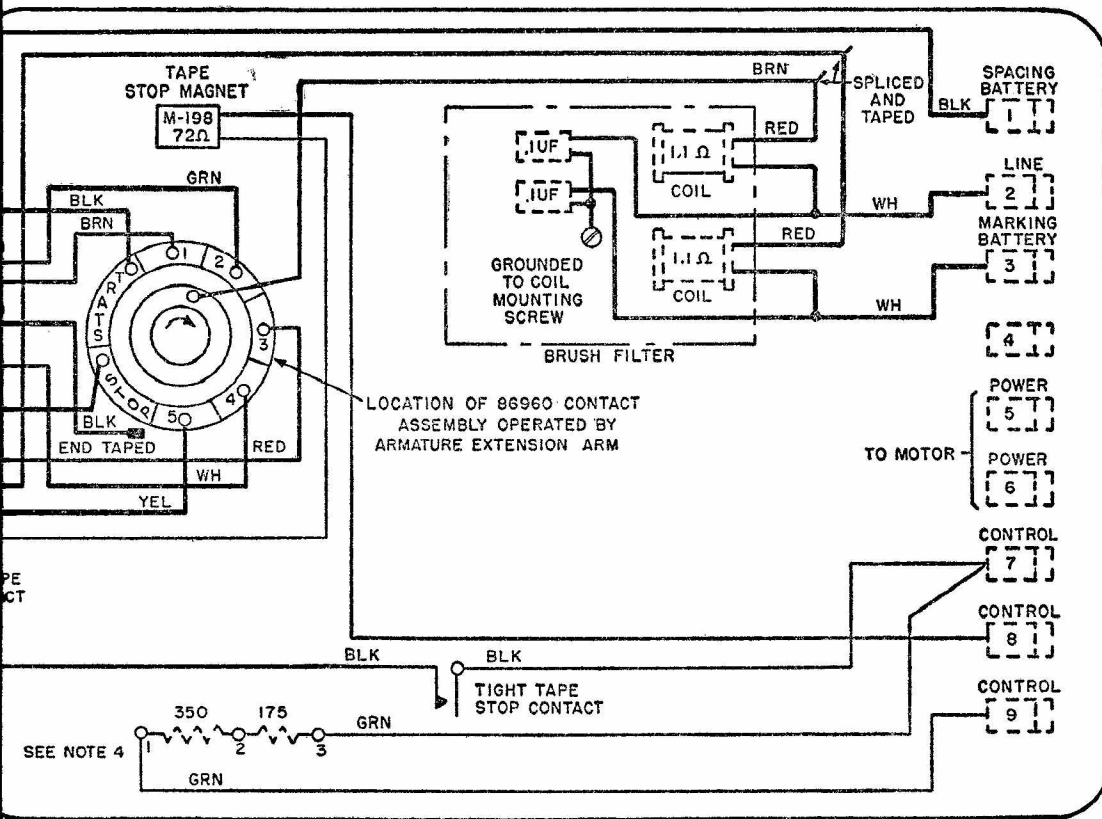 TAPE
STOP MAGNET
M-198
72Ω
GRN
BLK
BRN
START
1
2
3
4
5
STOP
BLK
END TAPED
RED
WH
YEL
BRN
SPLICED
AND
TAPED
RED
.1UF
.1UF
1.1 Ω
COIL
WH
RED
1.1 Ω
COIL
WH
GROUNDED
TO COIL
MOUNTING
SCREW
BRUSH FILTER
LOCATION OF 86960 CONTACT
ASSEMBLY OPERATED BY
ARMATURE EXTENSION ARM
SPACING
BATTERY
BLK
1
LINE
2
MARKING
BATTERY
3
4
POWER
5
TO MOTOR
POWER
6
CONTROL
7
CONTROL
8
CONTROL
9
PE
CT
BLK
BLK
TIGHT TAPE
STOP CONTACT
350
175
GRN
SEE NOTE 4
1
2
3
GRN